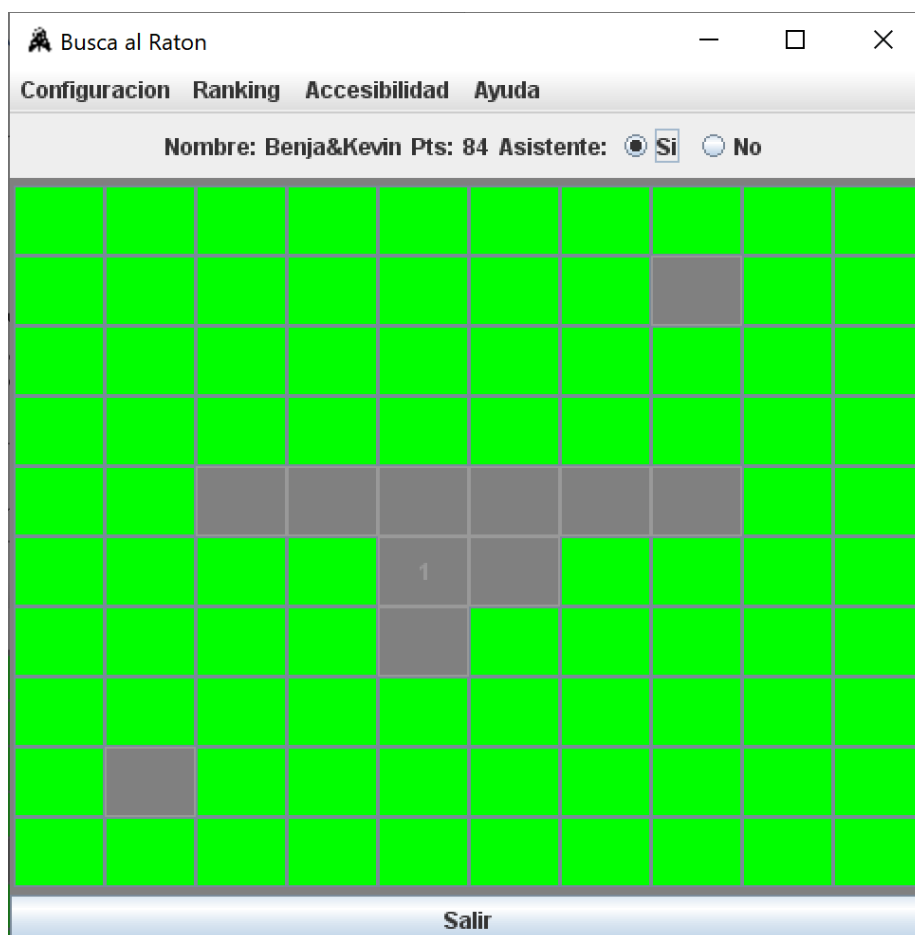 Busca al Raton
Configuracion Ranking Accesibilidad Ayuda
Nombre: Benja&Kevin Pts: 84 Asistente: Si No
1
Salir